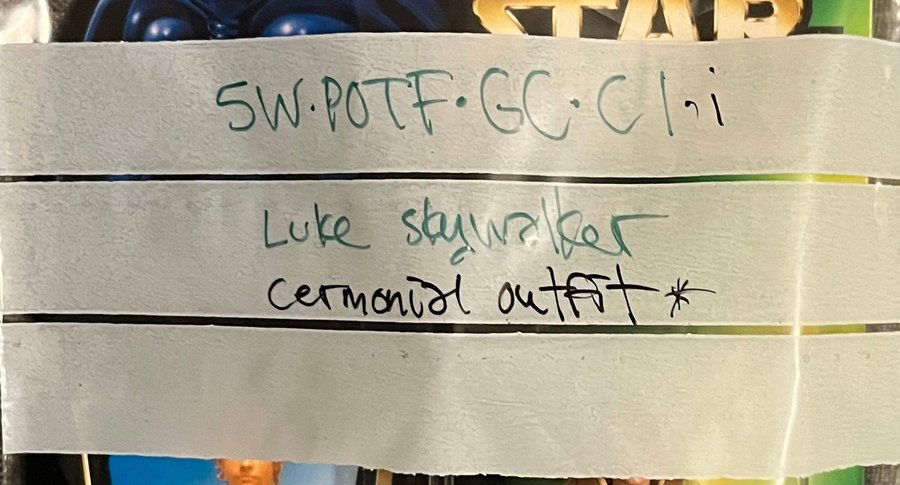 STAR
SW·POTF·GC·C1·i
Luke skywalker
cermonial outfit *